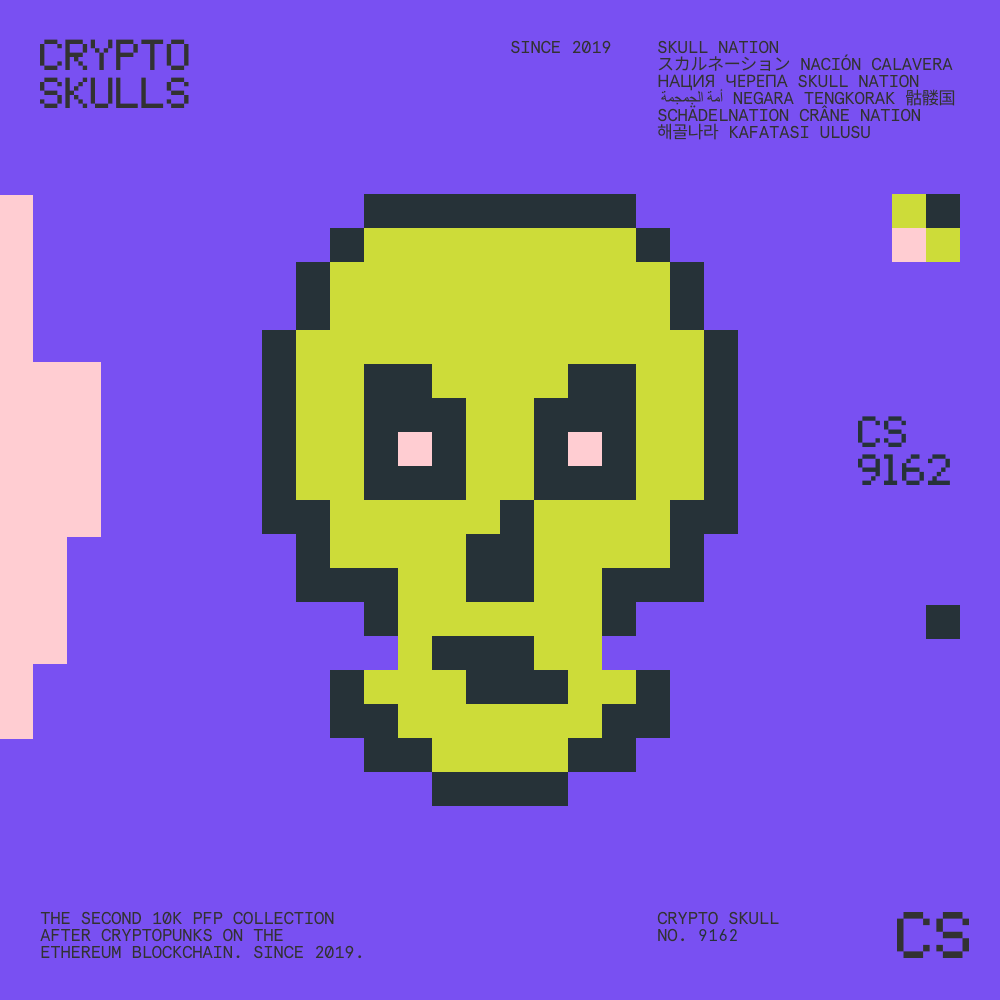 CRYPTO
SKULLS
SINCE 2019
SKULL NATION
スカルネーション NACIÓN CALAVERA
НАЦИЯ ЧЕРЕПА SKULL NATION
أمة الجمجمة NEGARA TENGKORAK 骷髅国
SCHÄDELNATION CRÂNE NATION
해골나라 KAFATASI ULUSU
CS
9162
THE SECOND 10K PFP COLLECTION
AFTER CRYPTOPUNKS ON THE
ETHEREUM BLOCKCHAIN. SINCE 2019.
CRYPTO SKULL
NO. 9162
CS